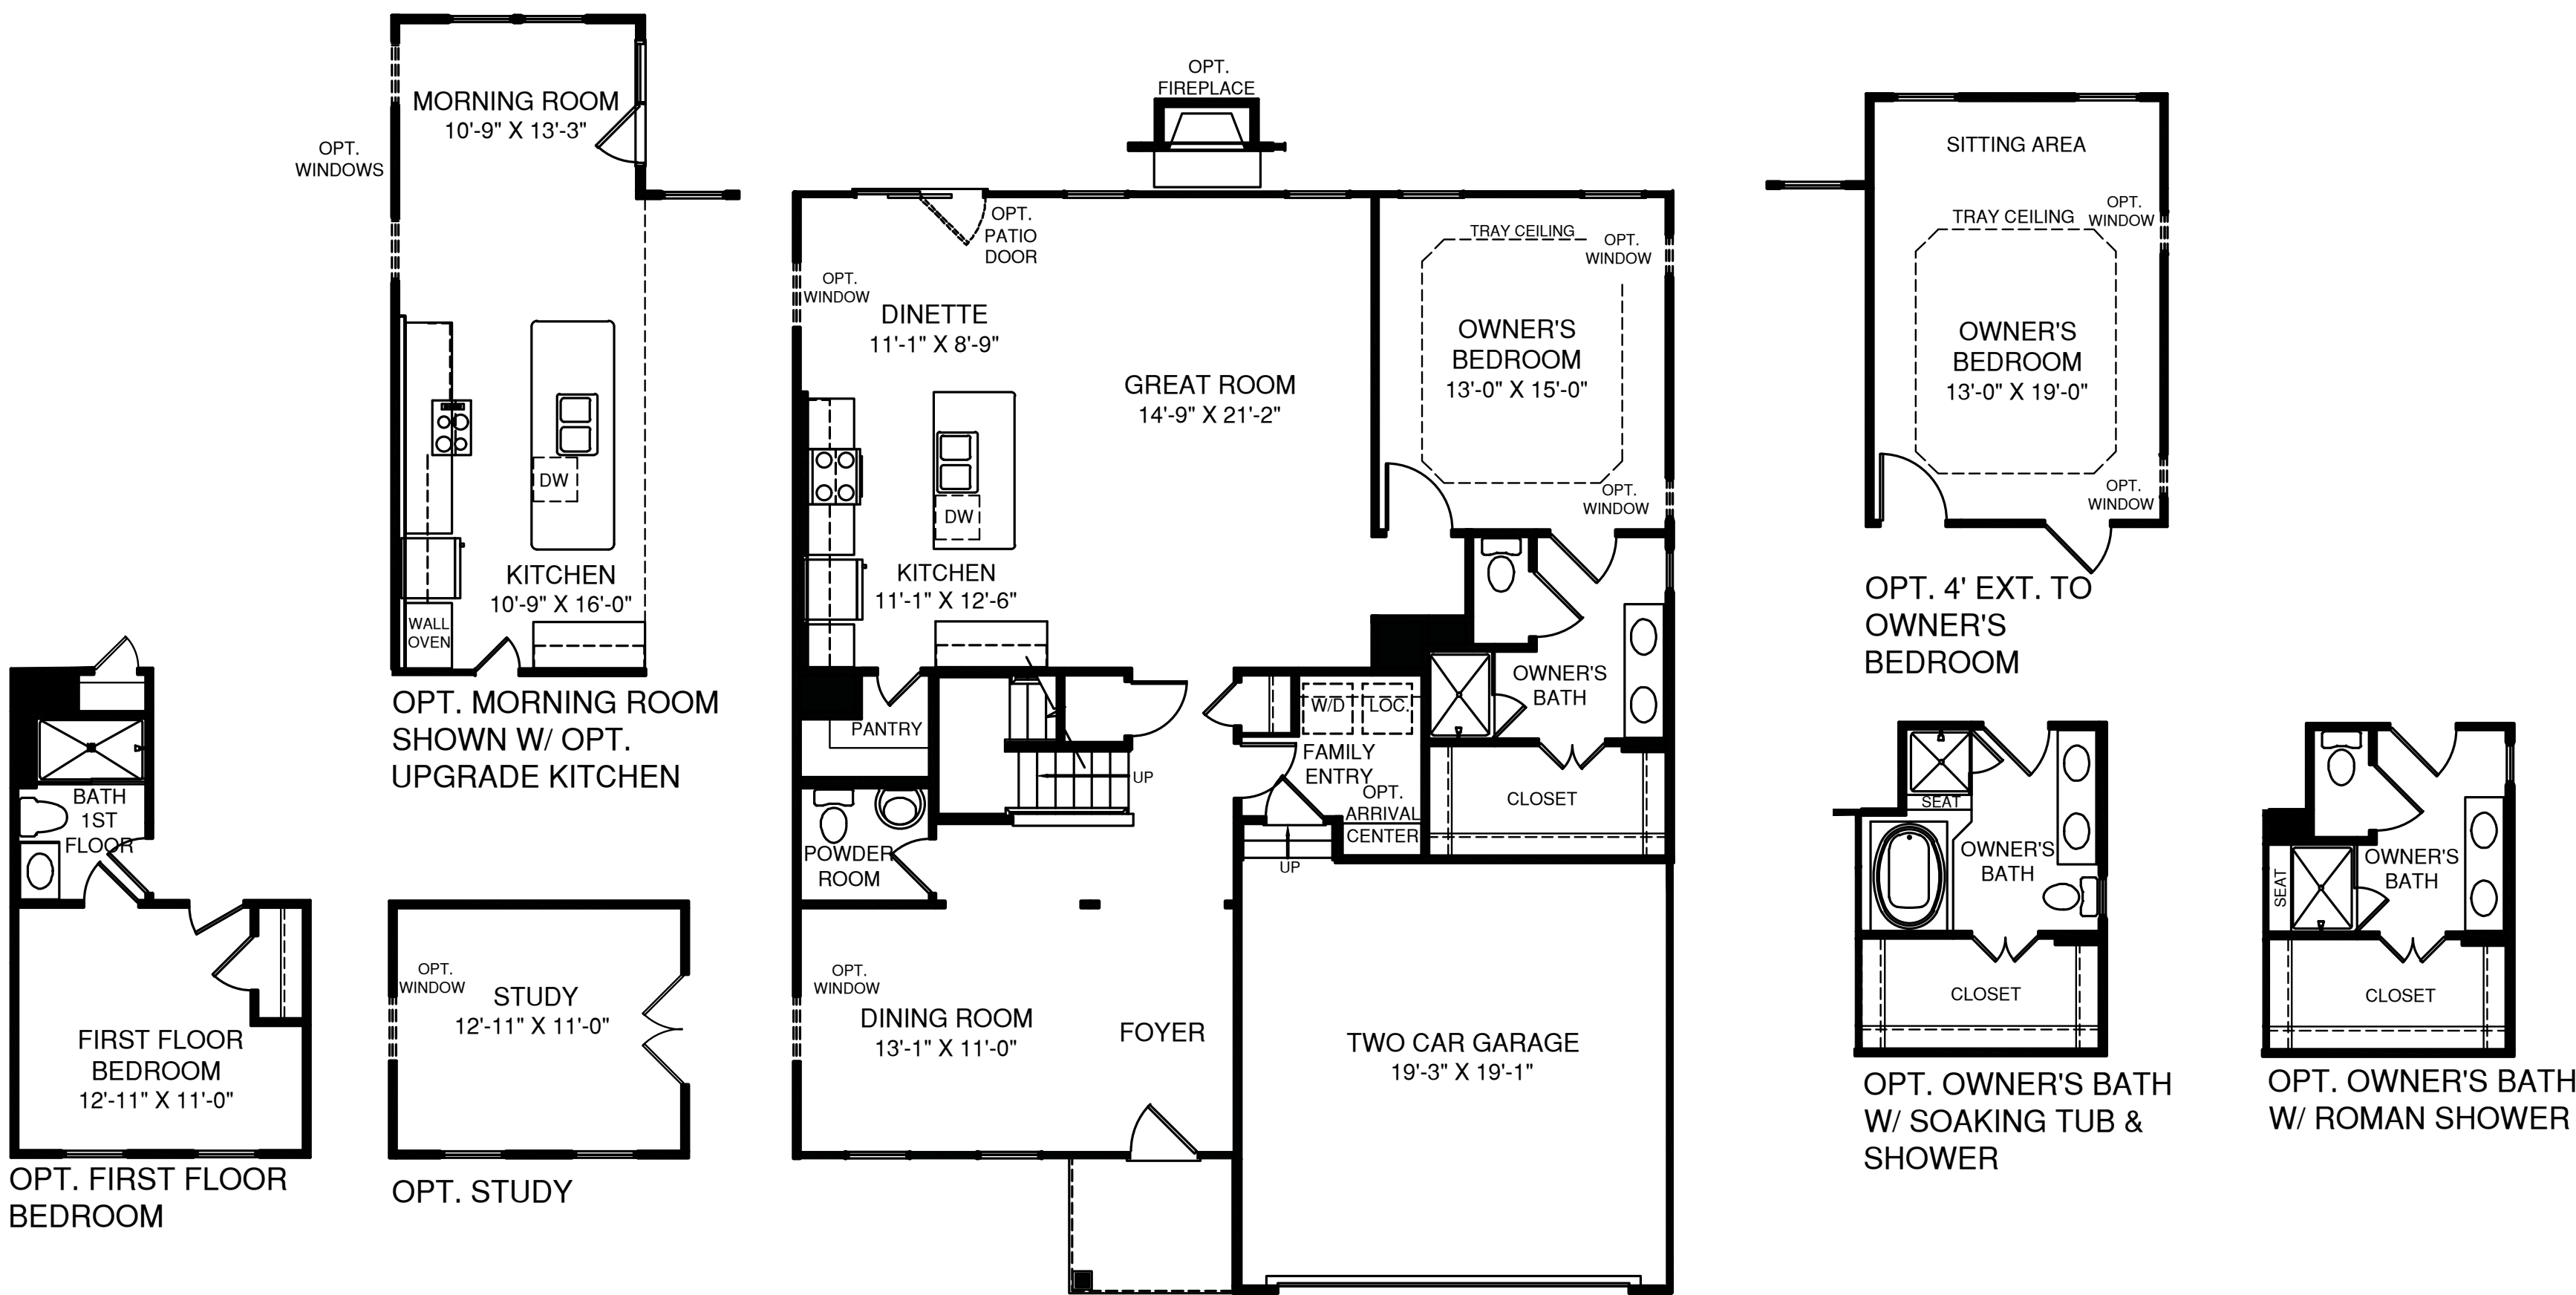 MORNING ROOM
10'-9" X 13'-3"
OPT.
WINDOWS
DW
KITCHEN
10'-9" X 16'-0"
WALL
OVEN
OPT. MORNING ROOM
SHOWN W/ OPT.
UPGRADE KITCHEN
BATH
1ST
FLOOR
FIRST FLOOR
BEDROOM
12'-11" X 11'-0"
OPT. FIRST FLOOR
BEDROOM
OPT.
WINDOW
STUDY
12'-11" X 11'-0"
OPT. STUDY
OPT.
FIREPLACE
OPT.
PATIO
DOOR
OPT.
WINDOW
DINETTE
11'-1" X 8'-9"
GREAT ROOM
14'-9" X 21'-2"
TRAY CEILING
OPT.
WINDOW
OWNER'S
BEDROOM
13'-0" X 15'-0"
OPT.
WINDOW
DW
KITCHEN
11'-1" X 12'-6"
PANTRY
UP
W/D
LOC.
FAMILY
ENTRY
OPT.
ARRIVAL
CENTER
UP
OWNER'S
BATH
CLOSET
POWDER
ROOM
OPT.
WINDOW
DINING ROOM
13'-1" X 11'-0"
FOYER
TWO CAR GARAGE
19'-3" X 19'-1"
SITTING AREA
TRAY CEILING
OPT.
WINDOW
OWNER'S
BEDROOM
13'-0" X 19'-0"
OPT.
WINDOW
OPT. 4' EXT. TO
OWNER'S
BEDROOM
SEAT
OWNER'S
BATH
CLOSET
OPT. OWNER'S BATH
W/ SOAKING TUB &
SHOWER
SEAT
OWNER'S
BATH
CLOSET
OPT. OWNER'S BATH
W/ ROMAN SHOWER